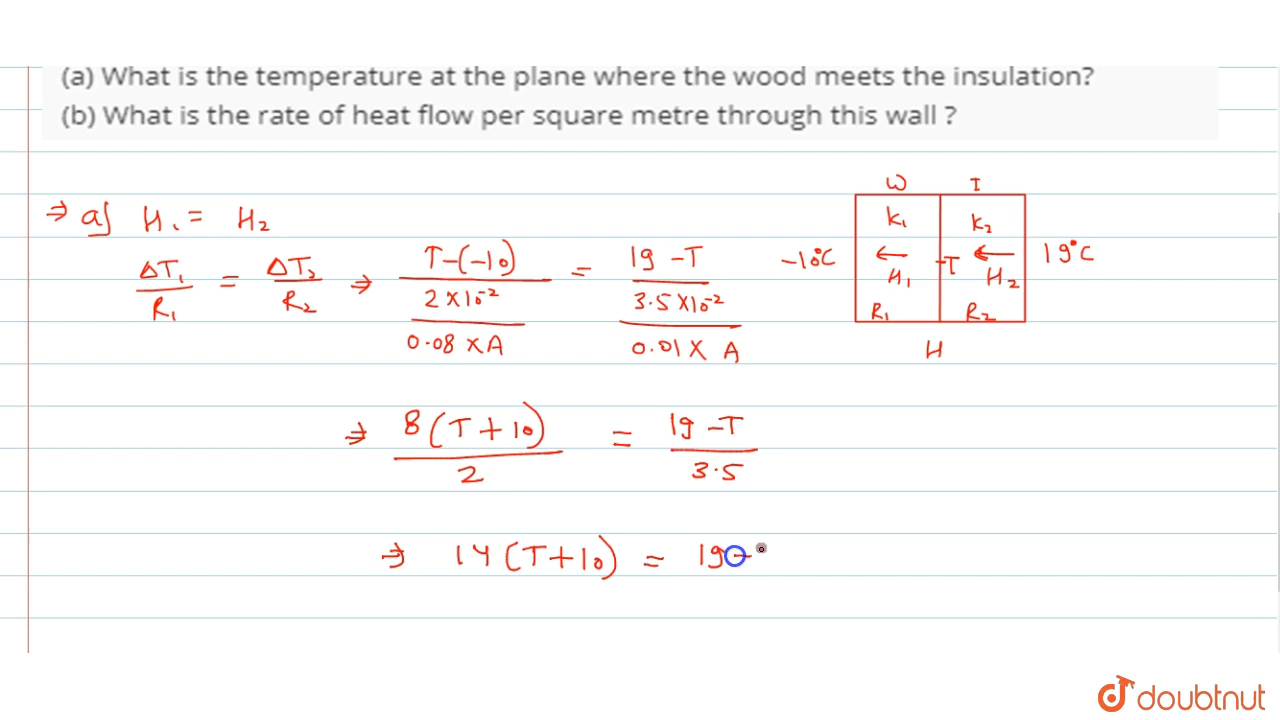 (a) What is the temperature at the plane where the wood meets the insulation?
(b) What is the rate of heat flow per square metre through this wall ?
W I
⇒ a) H₁ = H₂
K₁ K₂
ΔT₁/R₁ = ΔT₂/R₂ ⇒ (T-(-10))/((2×10⁻²)/(0.08 × A)) = (19-T)/((3.5×10⁻²)/(0.01 × A))
-10°C ← H₁ T ← H₂ 19°C
R₁ R₂
H
⇒ 8(T+10)/2 = (19-T)/3.5
⇒ 14(T+10) = 19-
doubtnut